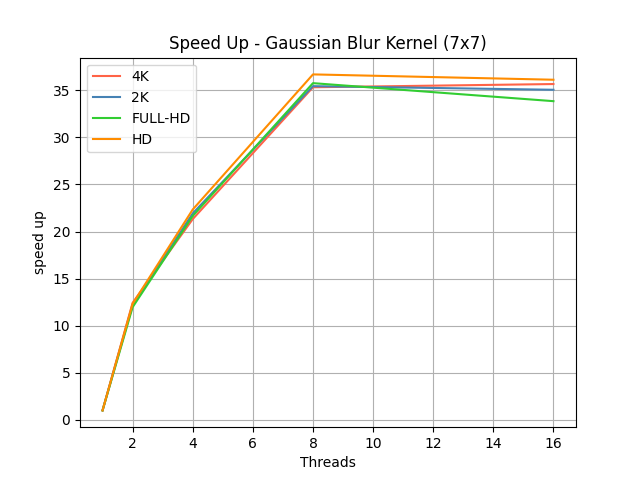 Speed Up - Gaussian Blur Kernel (7x7)
4K
2K
FULL-HD
HD
speed up
35
30
25
20
15
10
5
0
2 4 6 8 10 12 14 16
Threads